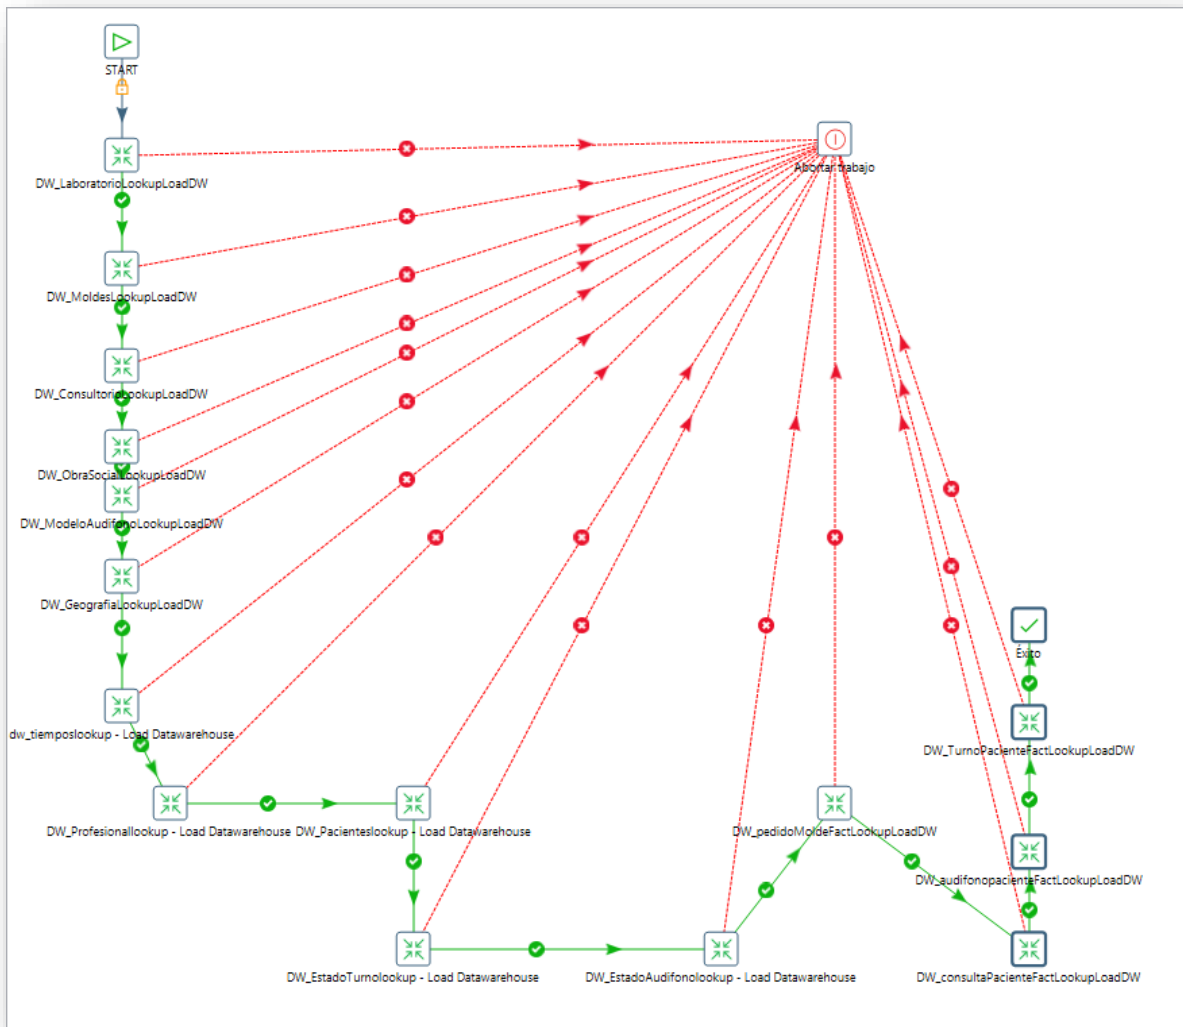 START
DW_LaboratorioLookupLoadDW
Abortar trabajo
DW_MoldesLookupLoadDW
DW_ConsultorioLookupLoadDW
DW_ObraSocialLookupLoadDW
DW_ModeloAudifonoLookupLoadDW
DW_GeografiaLookupLoadDW
dw_tiemposlookup - Load Datawarehouse
DW_Profesionallookup - Load Datawarehouse
DW_Pacienteslookup - Load Datawarehouse
DW_EstadoTurnolookup - Load Datawarehouse
DW_EstadoAudifonolookup - Load Datawarehouse
DW_pedidoMoldeFactLookupLoadDW
DW_consultaPacienteFactLookupLoadDW
DW_audifonopacienteFactLookupLoadDW
DW_TurnoPacienteFactLookupLoadDW
Éxito